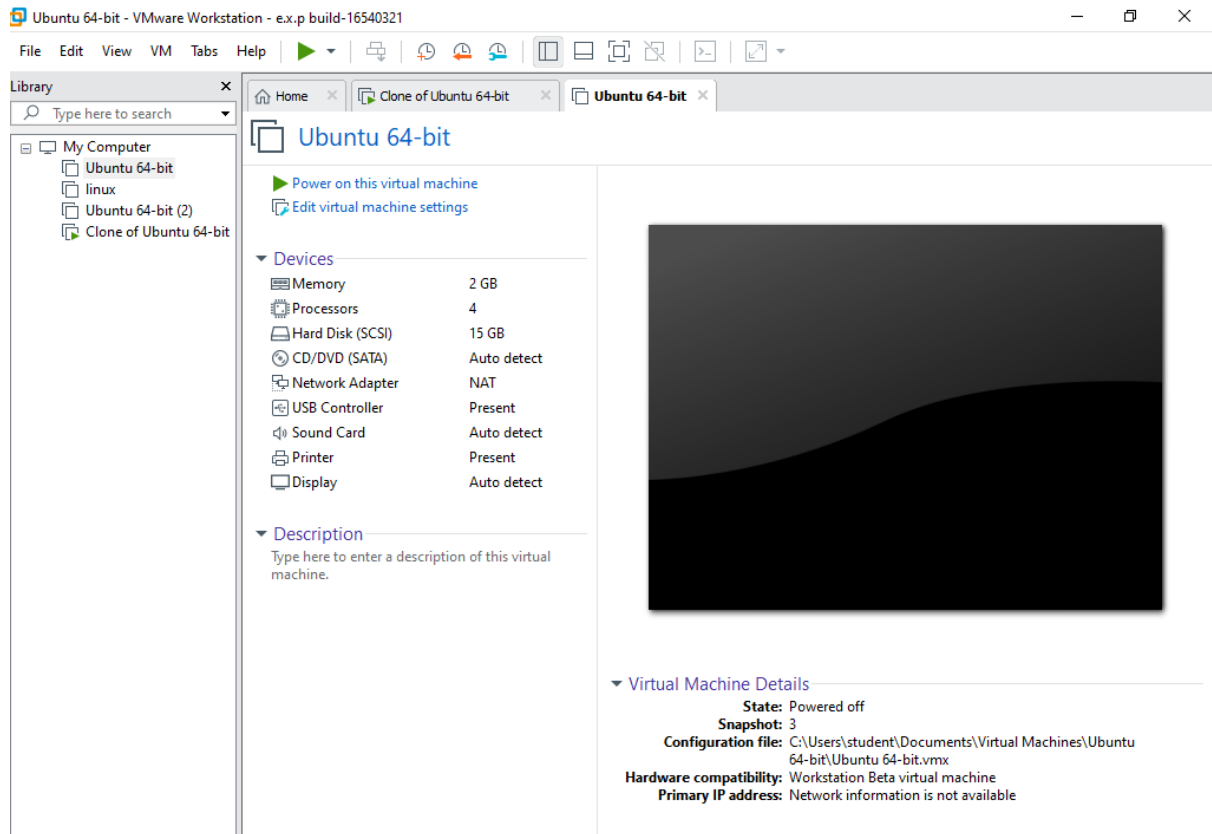 Ubuntu 64-bit - VMware Workstation - e.x.p build-16540321
File Edit View VM Tabs Help
Library
Type here to search
My Computer
Ubuntu 64-bit
linux
Ubuntu 64-bit (2)
Clone of Ubuntu 64-bit
Home
Clone of Ubuntu 64-bit
Ubuntu 64-bit
Ubuntu 64-bit
Power on this virtual machine
Edit virtual machine settings
Devices
Memory 2 GB
Processors 4
Hard Disk (SCSI) 15 GB
CD/DVD (SATA) Auto detect
Network Adapter NAT
USB Controller Present
Sound Card Auto detect
Printer Present
Display Auto detect
Description
Type here to enter a description of this virtual
machine.
Virtual Machine Details
State: Powered off
Snapshot: 3
Configuration file: C:\Users\student\Documents\Virtual Machines\Ubuntu
64-bit\Ubuntu 64-bit.vmx
Hardware compatibility: Workstation Beta virtual machine
Primary IP address: Network information is not available